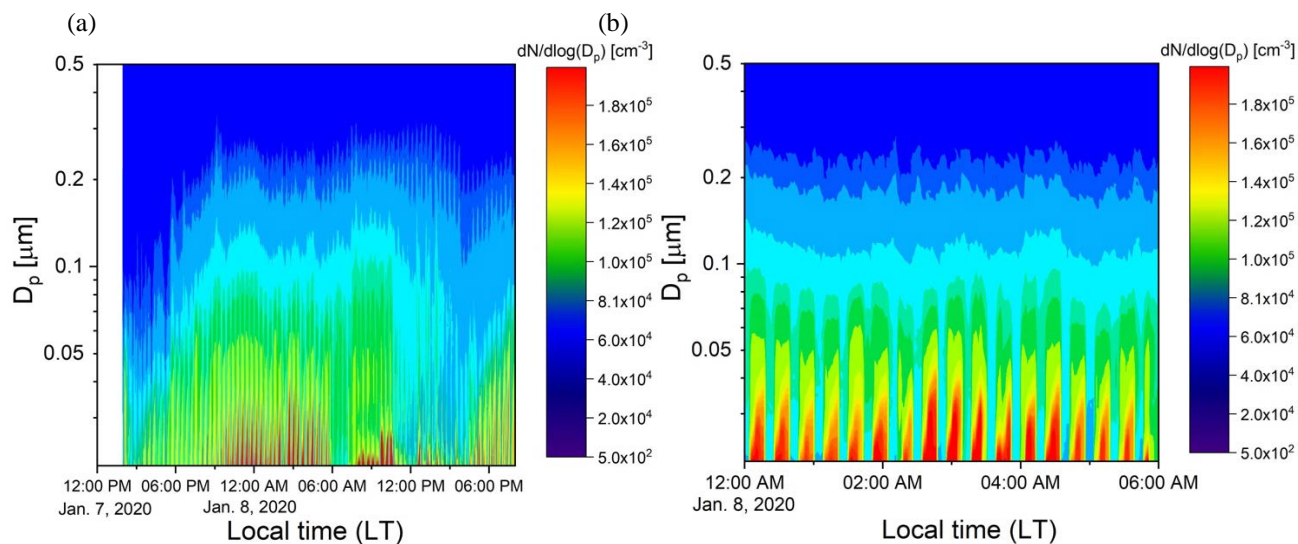 (a)
dN/dlog(Dp) [cm-3]
0.5
0.2
0.1
0.05
Dp [μm]
1.8x10^5
1.6x10^5
1.4x10^5
1.2x10^5
1.0x10^5
8.1x10^4
6.0x10^4
4.0x10^4
2.0x10^4
5.0x10^2
12:00 PM 06:00 PM 12:00 AM 06:00 AM 12:00 PM 06:00 PM
Jan. 7, 2020 Jan. 8, 2020
Local time (LT)
(b)
dN/dlog(Dp) [cm-3]
0.5
0.2
0.1
0.05
Dp [μm]
1.8x10^5
1.6x10^5
1.4x10^5
1.2x10^5
1.0x10^5
8.1x10^4
6.0x10^4
4.0x10^4
2.0x10^4
5.0x10^2
12:00 AM 02:00 AM 04:00 AM 06:00 AM
Jan. 8, 2020
Local time (LT)